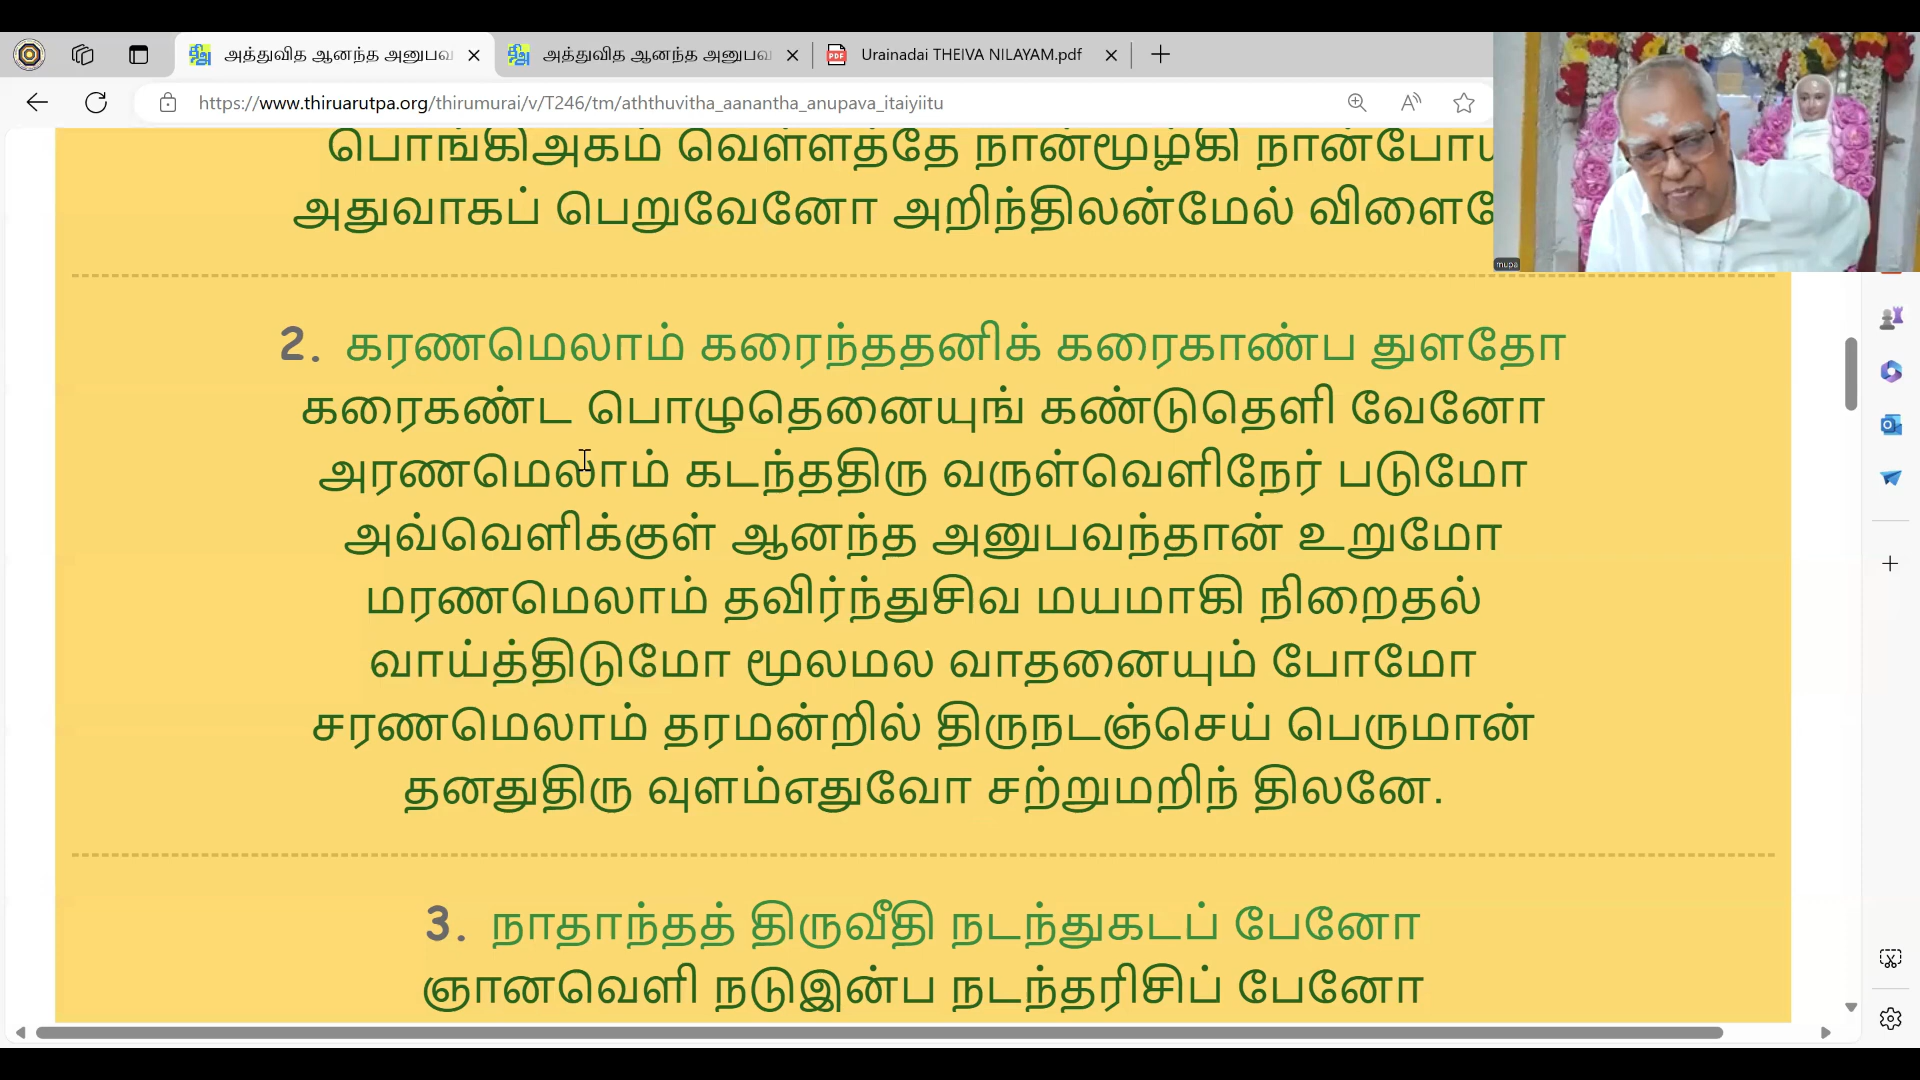 அத்துவித ஆனந்த அனுபவ
அத்துவித ஆனந்த அனுபவ
Urainadai THEIVA NILAYAM.pdf
https://www.thiruarutpa.org/thirumurai/v/T246/tm/aththuvitha_aanantha_anupava_itaiyiitu
பொங்கிஅகம் வெள்ளத்தே நான்மூழ்கி
அதுவாகப் பெறுவேனோ அறிந்திலன்மேல்
mupa
2. கரணமெலாம் கரைந்ததனிக் கரைகாண்ப துளதோ
கரைகண்ட பொழுதெனையுங் கண்டுதெளி வேனோ
அரணமெலாம் கடந்ததிரு வருள்வெளிநேர் படுமோ
அவ்வெளிக்குள் ஆனந்த அனுபவந்தான் உறுமோ
மரணமெலாம் தவிர்ந்துசிவ மயமாகி நிறைதல்
வாய்த்திடுமோ மூலமல வாதனையும் போமோ
சரணமெலாம் தரமன்றில் திருநடஞ்செய் பெருமான்
தனதுதிரு வுளம்எதுவோ சற்றுமறிந் திலனே.
3. நாதாந்தத் திருவீதி நடந்துகடப் பேனோ
ஞானவெளி நடுஇன்ப நடந்தரிசிப் பேனோ